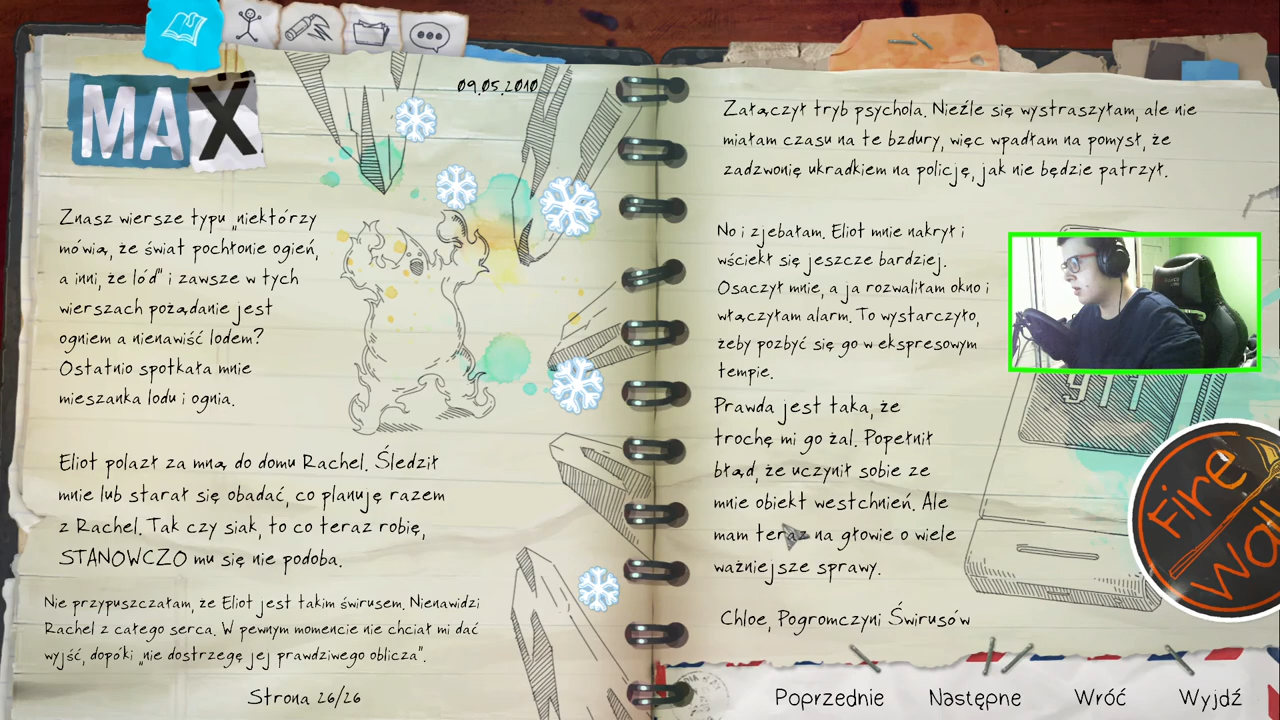 MAX
09.05.2010
Znasz wiersze typu „niektórzy
mówią, że świat pochłonie ogień,
a inni, że lód” i zawsze w tych
wierszach pożądanie jest
ogniem a nienawiść lodem?
Ostatnio spotkała mnie
mieszanka lodu i ognia.
Eliot polazł za mną do domu Rachel. Śledził
mnie lub starał się obadać, co planuję razem
z Rachel. Tak czy siak, to co teraz robię,
STANOWCZO mu się nie podoba.
Nie przypuszczałam, że Eliot jest takim świrusem. Nienawidzi
Rachel z całego serca. W pewnym momencie nie chciał mi dać
wyjść, dopóki „nie dostrzegę jej prawdziwego oblicza”.
Strona 26/26
Załączył tryb psychola. Nieźle się wystraszyłam, ale nie
miałam czasu na te bzdury, więc wpadłam na pomysł, że
zadzwonię ukradkiem na policję, jak nie będzie patrzył.
No i zjebałam. Eliot mnie nakrył i
wściekł się jeszcze bardziej.
Osaczył mnie, a ja rozwaliłam okno i
włączyłam alarm. To wystarczyło,
żeby pozbyć się go w ekspresowym
tempie.
911
Prawda jest taka, że
trochę mi go żal. Popełnił
błąd, że uczynił sobie ze
mnie obiekt westchnień. Ale
mam teraz na głowie o wiele
ważniejsze sprawy.
Fire
Chloe, Pogromczyni Świrusów
Poprzednie Następne Wróć Wyjdź